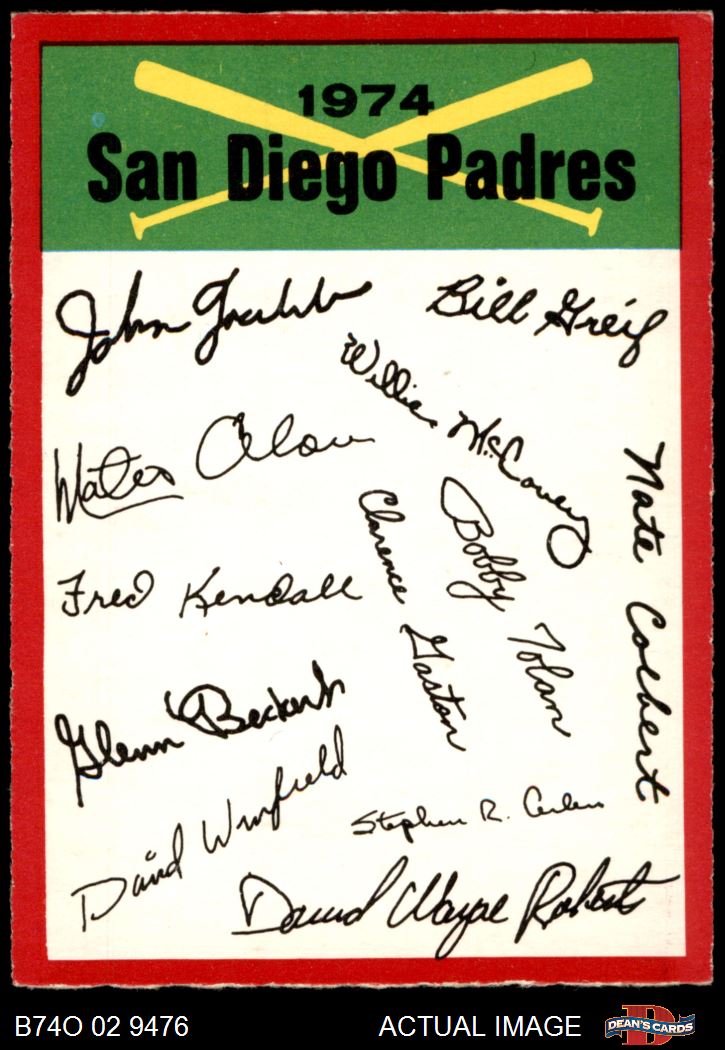 1974
San Diego Padres
John Grubb
Bill Greif
Willie McCovey
Mateo Alou
Nate Colbert
Clarence Gaston
Bobby Tolan
Fred Kendall
Glenn Beckert
David Winfield
Stephen R. Arlin
David Wayne Roberts
B74O 02 9476
ACTUAL IMAGE
D
DEAN'S CARDS